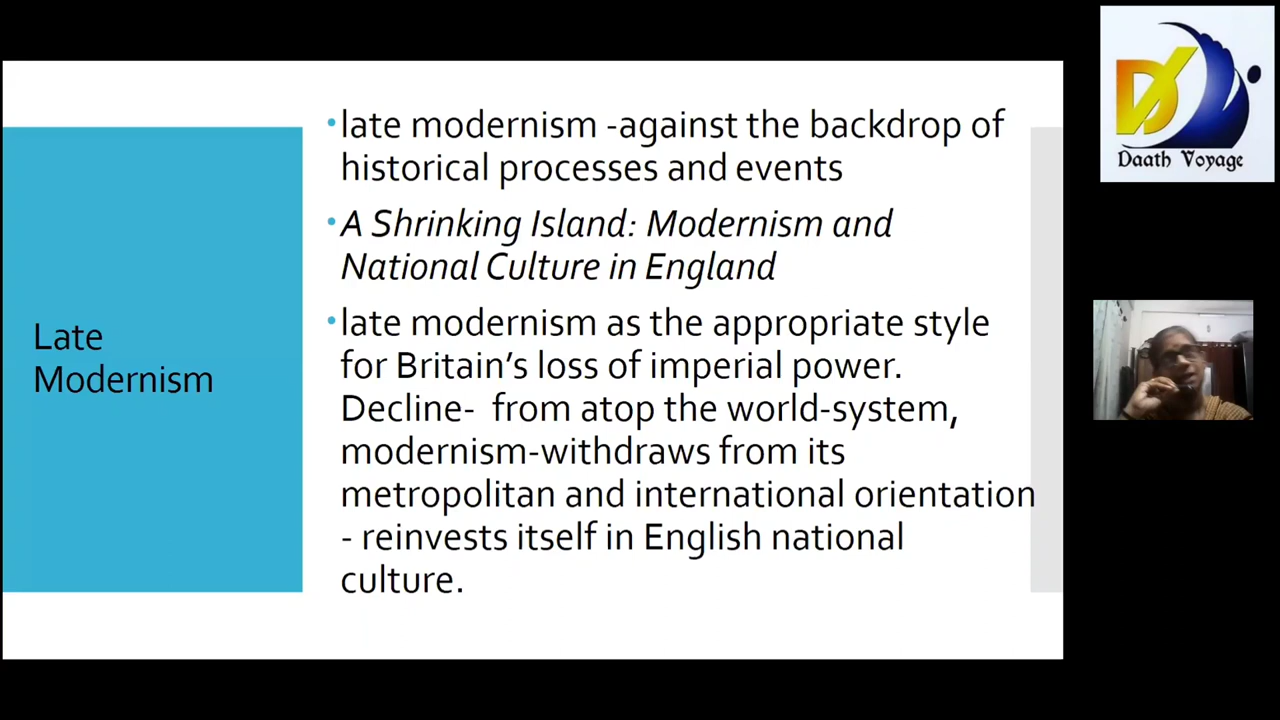 Late
Modernism
•late modernism -against the backdrop of
historical processes and events
•A Shrinking Island: Modernism and
National Culture in England
•late modernism as the appropriate style
for Britain’s loss of imperial power.
Decline- from atop the world-system,
modernism-withdraws from its
metropolitan and international orientation
- reinvests itself in English national
culture.
D
Daath Voyage